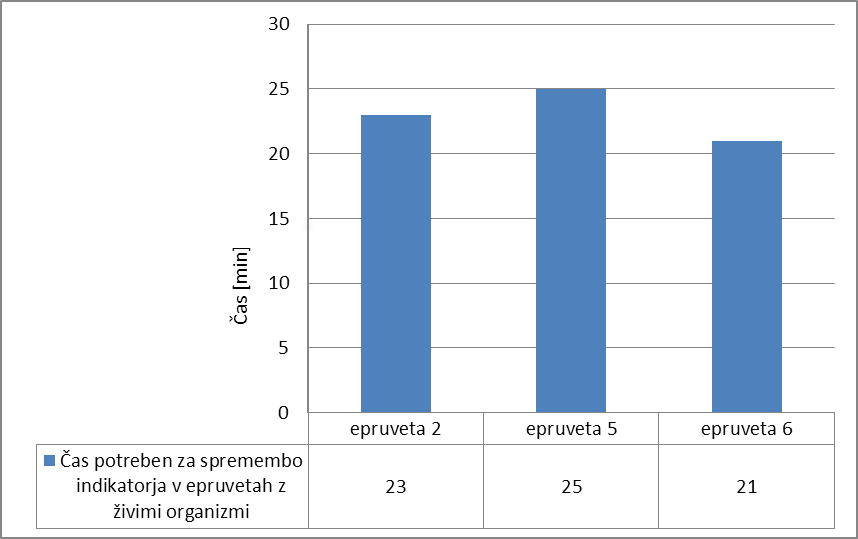 30
25
20
15
10
5
0
Čas [min]
epruveta 2 epruveta 5 epruveta 6
Čas potreben za spremembo
indikatorja v epruvetah z
živimi organizmi
23 25 21